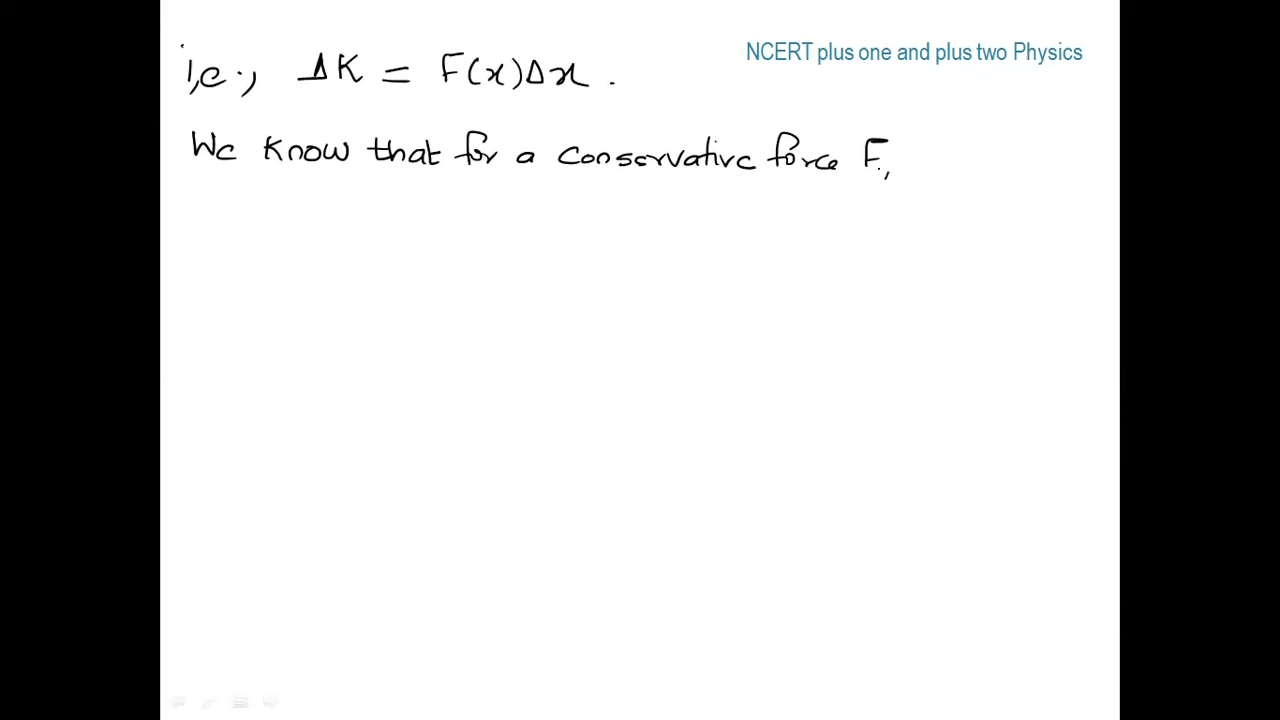 NCERT plus one and plus two Physics
i,e., ΔK = F(x)Δx.
We know that for a conservative force F,